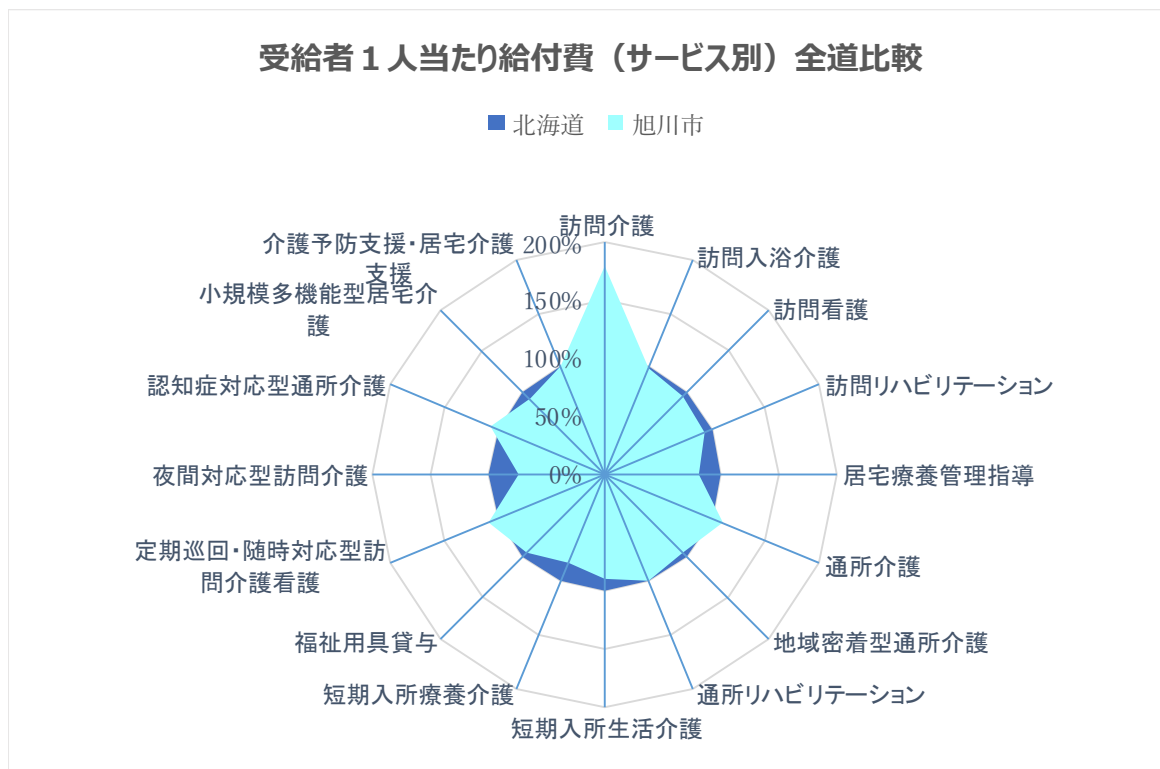 受給者１人当たり給付費（サービス別）全道比較
北海道 旭川市
訪問介護
訪問入浴介護
訪問看護
訪問リハビリテーション
居宅療養管理指導
通所介護
地域密着型通所介護
通所リハビリテーション
短期入所生活介護
短期入所療養介護
福祉用具貸与
定期巡回・随時対応型訪
問介護看護
夜間対応型訪問介護
認知症対応型通所介護
小規模多機能型居宅介
護
介護予防支援・居宅介護
支援
200%
150%
100%
50%
0%